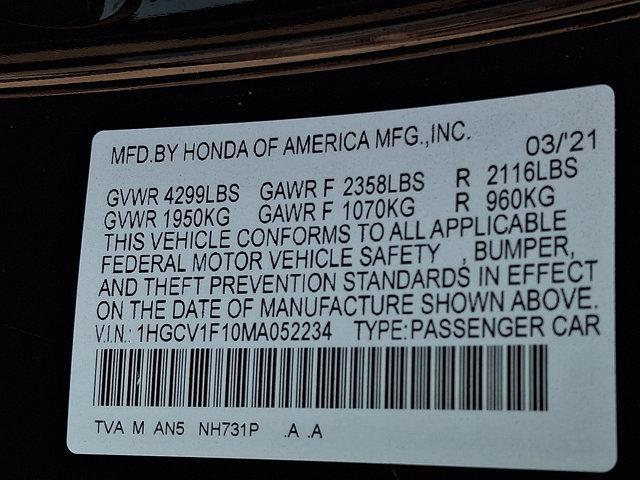 MFD.BY HONDA OF AMERICA MFG.,INC. 03/'21
GVWR 4299LBS GAWR F 2358LBS R 2116LBS
GVWR 1950KG GAWR F 1070KG R 960KG
THIS VEHICLE CONFORMS TO ALL APPLICABLE
FEDERAL MOTOR VEHICLE SAFETY , BUMPER,
AND THEFT PREVENTION STANDARDS IN EFFECT
ON THE DATE OF MANUFACTURE SHOWN ABOVE.
V.I.N.: 1HGCV1F10MA052234 TYPE:PASSENGER CAR
TVA M AN5 NH731P .A .A